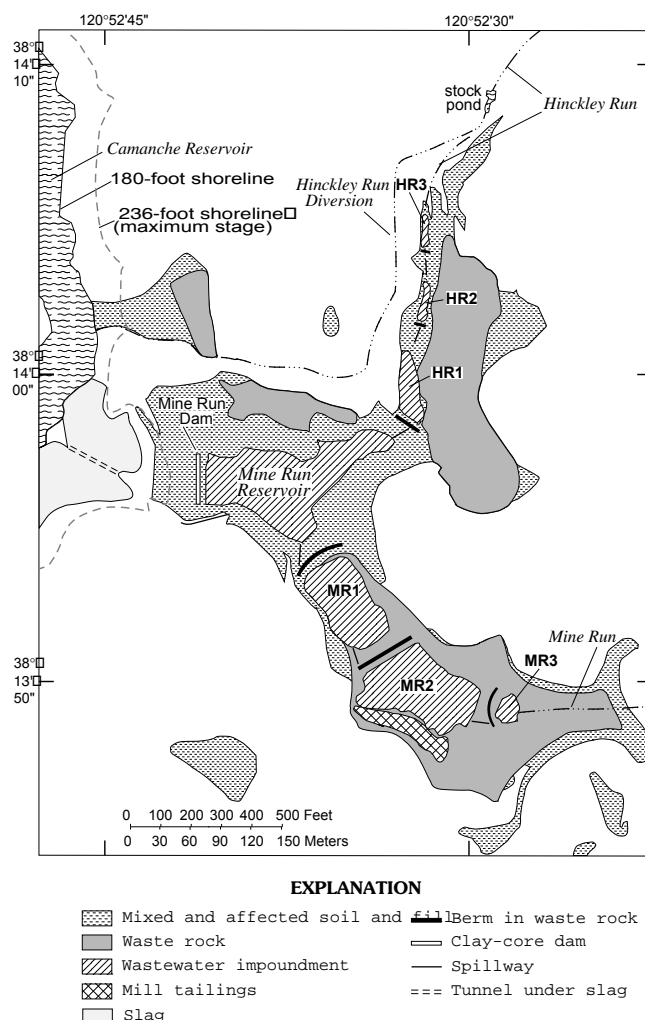 120°52'45"
120°52'30"
38°
14'
10"
stock
pond
Hinckley Run
Camanche Reservoir
180-foot shoreline
236-foot shoreline
(maximum stage)
Hinckley Run
Diversion
HR3
HR2
38°
14'
00"
HR1
Mine Run
Dam
Mine Run
Reservoir
MR1
Mine Run
MR3
38°
13'
50"
MR2
0 100 200 300 400 500 Feet
0 30 60 90 120 150 Meters
EXPLANATION
Mixed and affected soil and fill
Berm in waste rock
Waste rock
Clay-core dam
Wastewater impoundment
Spillway
Mill tailings
Tunnel under slag
Slag